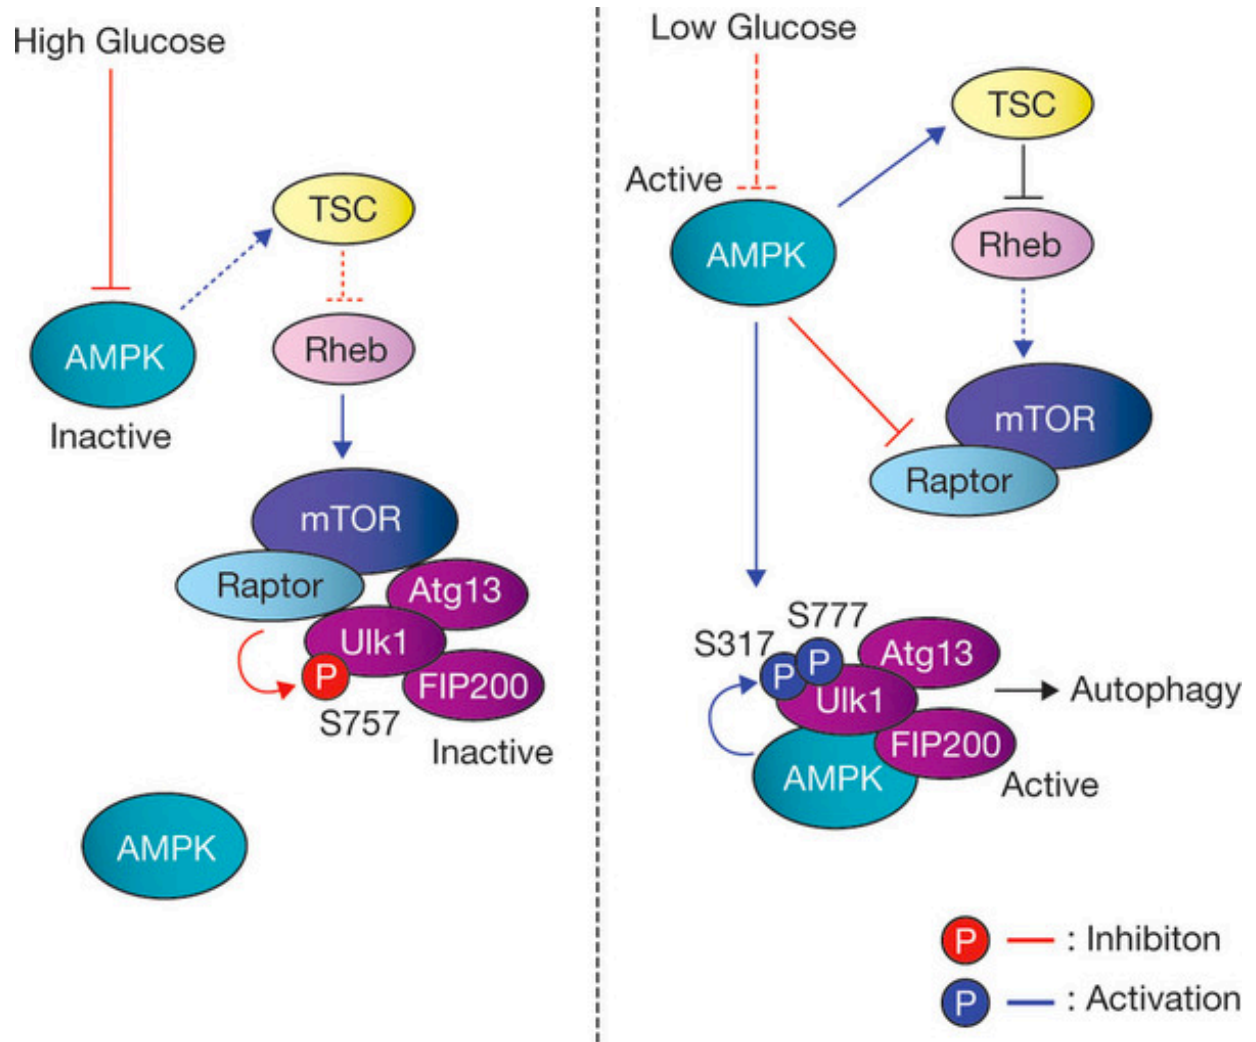 High Glucose
TSC
AMPK
Inactive
Rheb
mTOR
Raptor
Atg13
Ulk1
P
FIP200
S757
Inactive
AMPK
Low Glucose
TSC
Active
AMPK
Rheb
mTOR
Raptor
S777
S317
P
P
Atg13
Ulk1
Autophagy
FIP200
AMPK
Active
P : Inhibiton
P : Activation